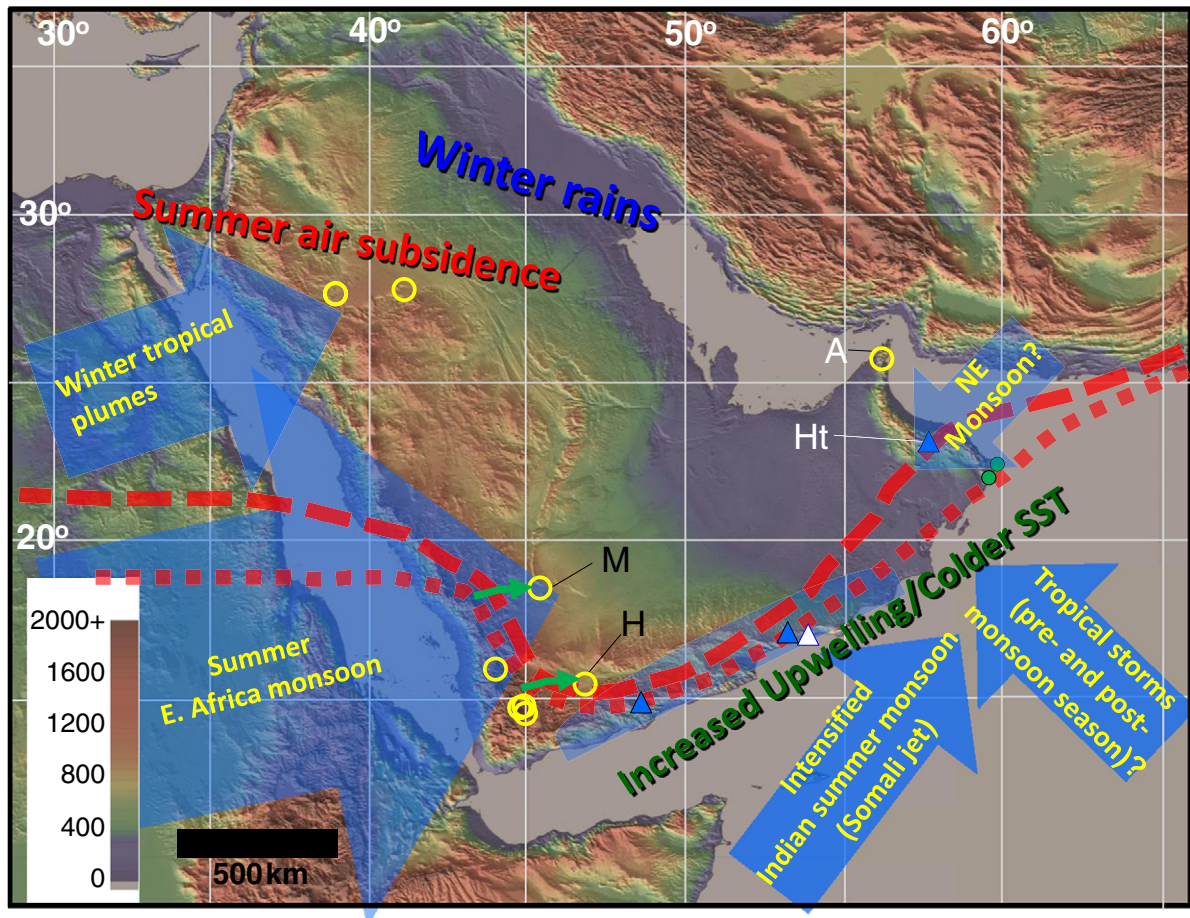 30º 40º 50º 60º
Winter rains
30º
Summer air subsidence
A
NE
Monsoon?
Winter tropical
plumes
Ht
20º
M
H
Increased Upwelling/Colder SST
Tropical storms
(pre- and post-
monsoon season)?
Summer
E. Africa monsoon
Intensified
Indian summer monsoon
(Somali jet)
2000+
1600
1200
800
400
0
500 km